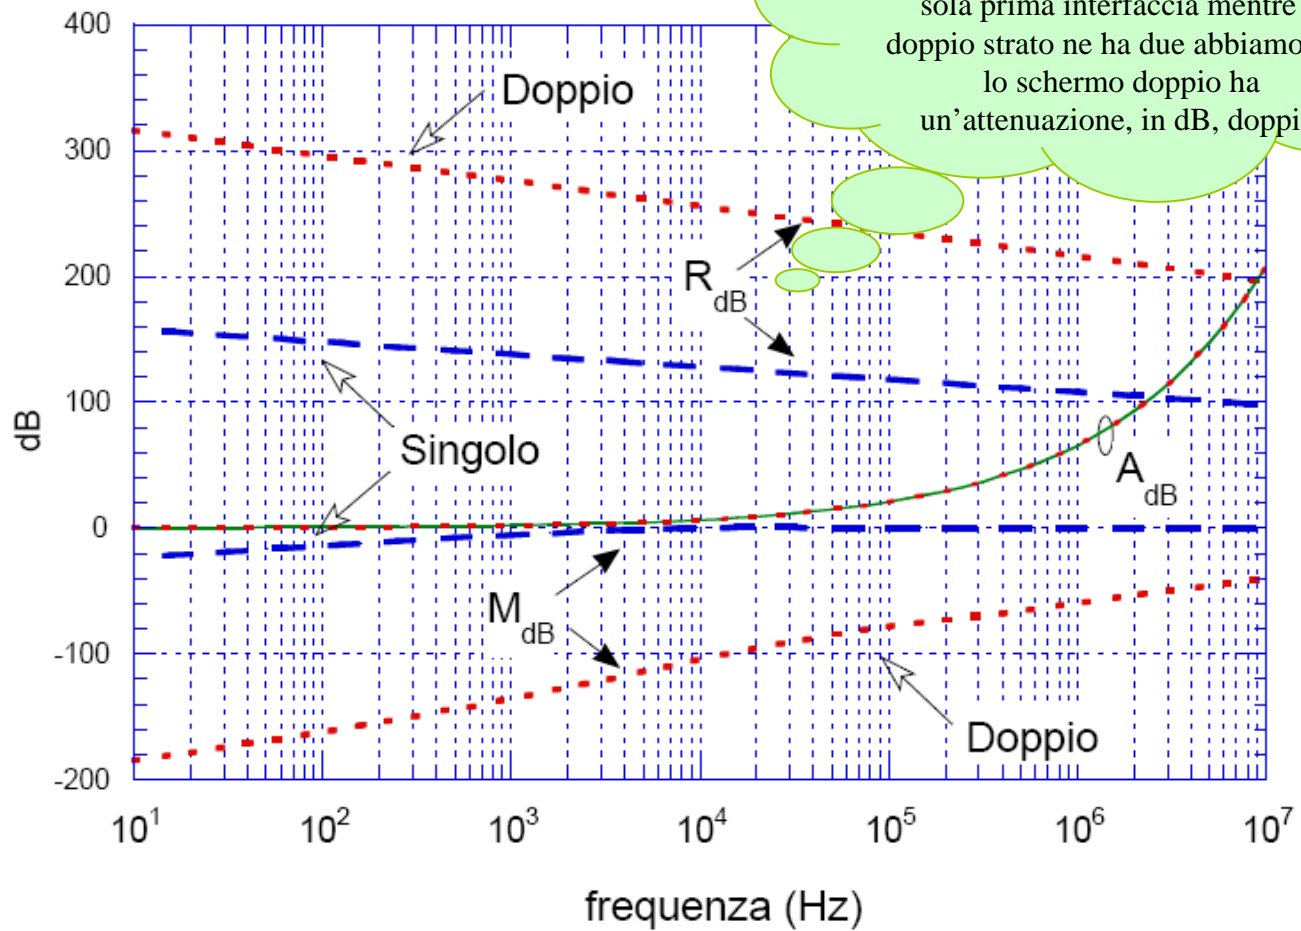 sola prima interfaccia mentre
doppio strato ne ha due abbiamo
lo schermo doppio ha
un'attenuazione, in dB,
400
300
200
100
0
-100
-200
dB
Doppio
R dB
Singolo
A dB
M dB
Doppio
10^1
10^2
10^3
10^4
10^5
10^6
10^7
frequenza (Hz)